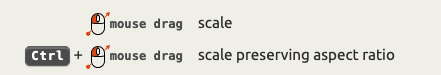 mouse drag scale
Ctrl + mouse drag scale preserving aspect ratio